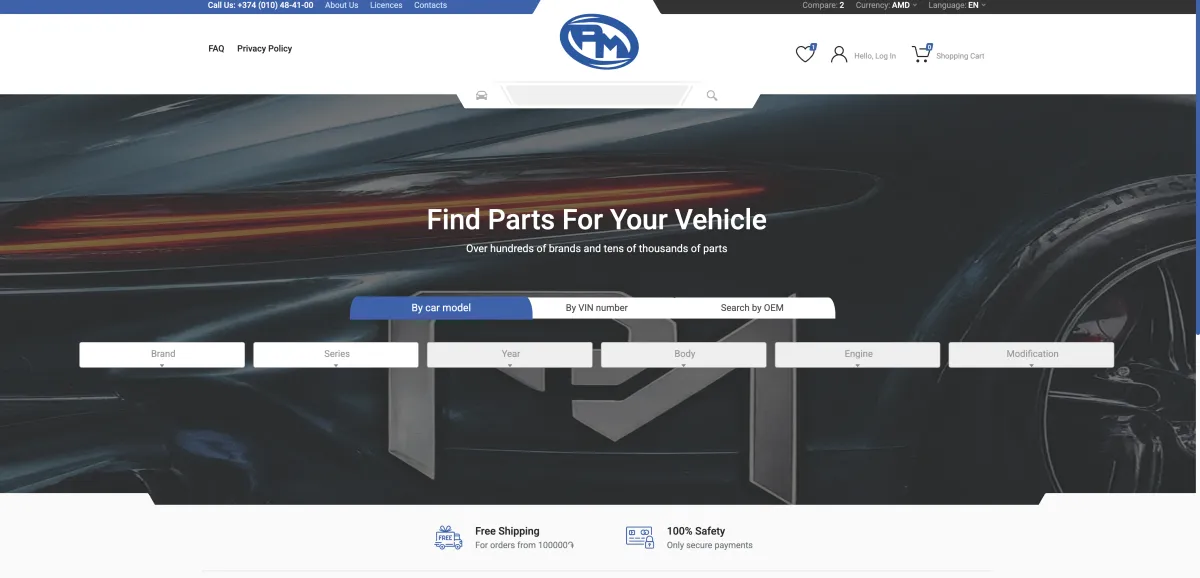 Call Us: +374 (010) 48-41-00 About Us Licences Contacts
Compare: 2 Currency: AMD Language: EN
FAQ Privacy Policy
1
Hello, Log In
0
Shopping Cart
Find Parts For Your Vehicle
Over hundreds of brands and tens of thousands of parts
By car model By VIN number Search by OEM
Brand Series Year Body Engine Modification
FREE
Free Shipping
For orders from 100000֏
100% Safety
Only secure payments